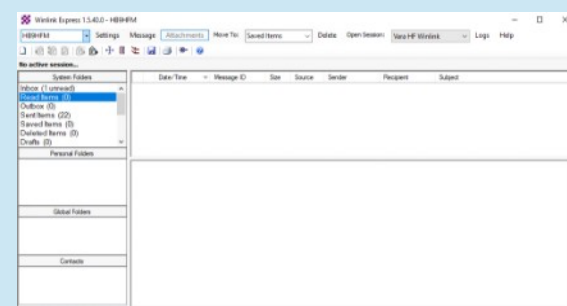 Winlink Express 1.5.40.0 - HB9HFM
HB9HFM Settings Message Attachments Move To: Saved Items Delete Open Session: Vara HF Winlink Logs Help
No active session...
System Folders
Date/Time Message ID Size Source Sender Recipient Subject
Inbox (1 unread)
Read Items (0)
Outbox (0)
Sent Items (22)
Saved Items (0)
Deleted Items (0)
Drafts (0)
Personal Folders
Global Folders
Contacts